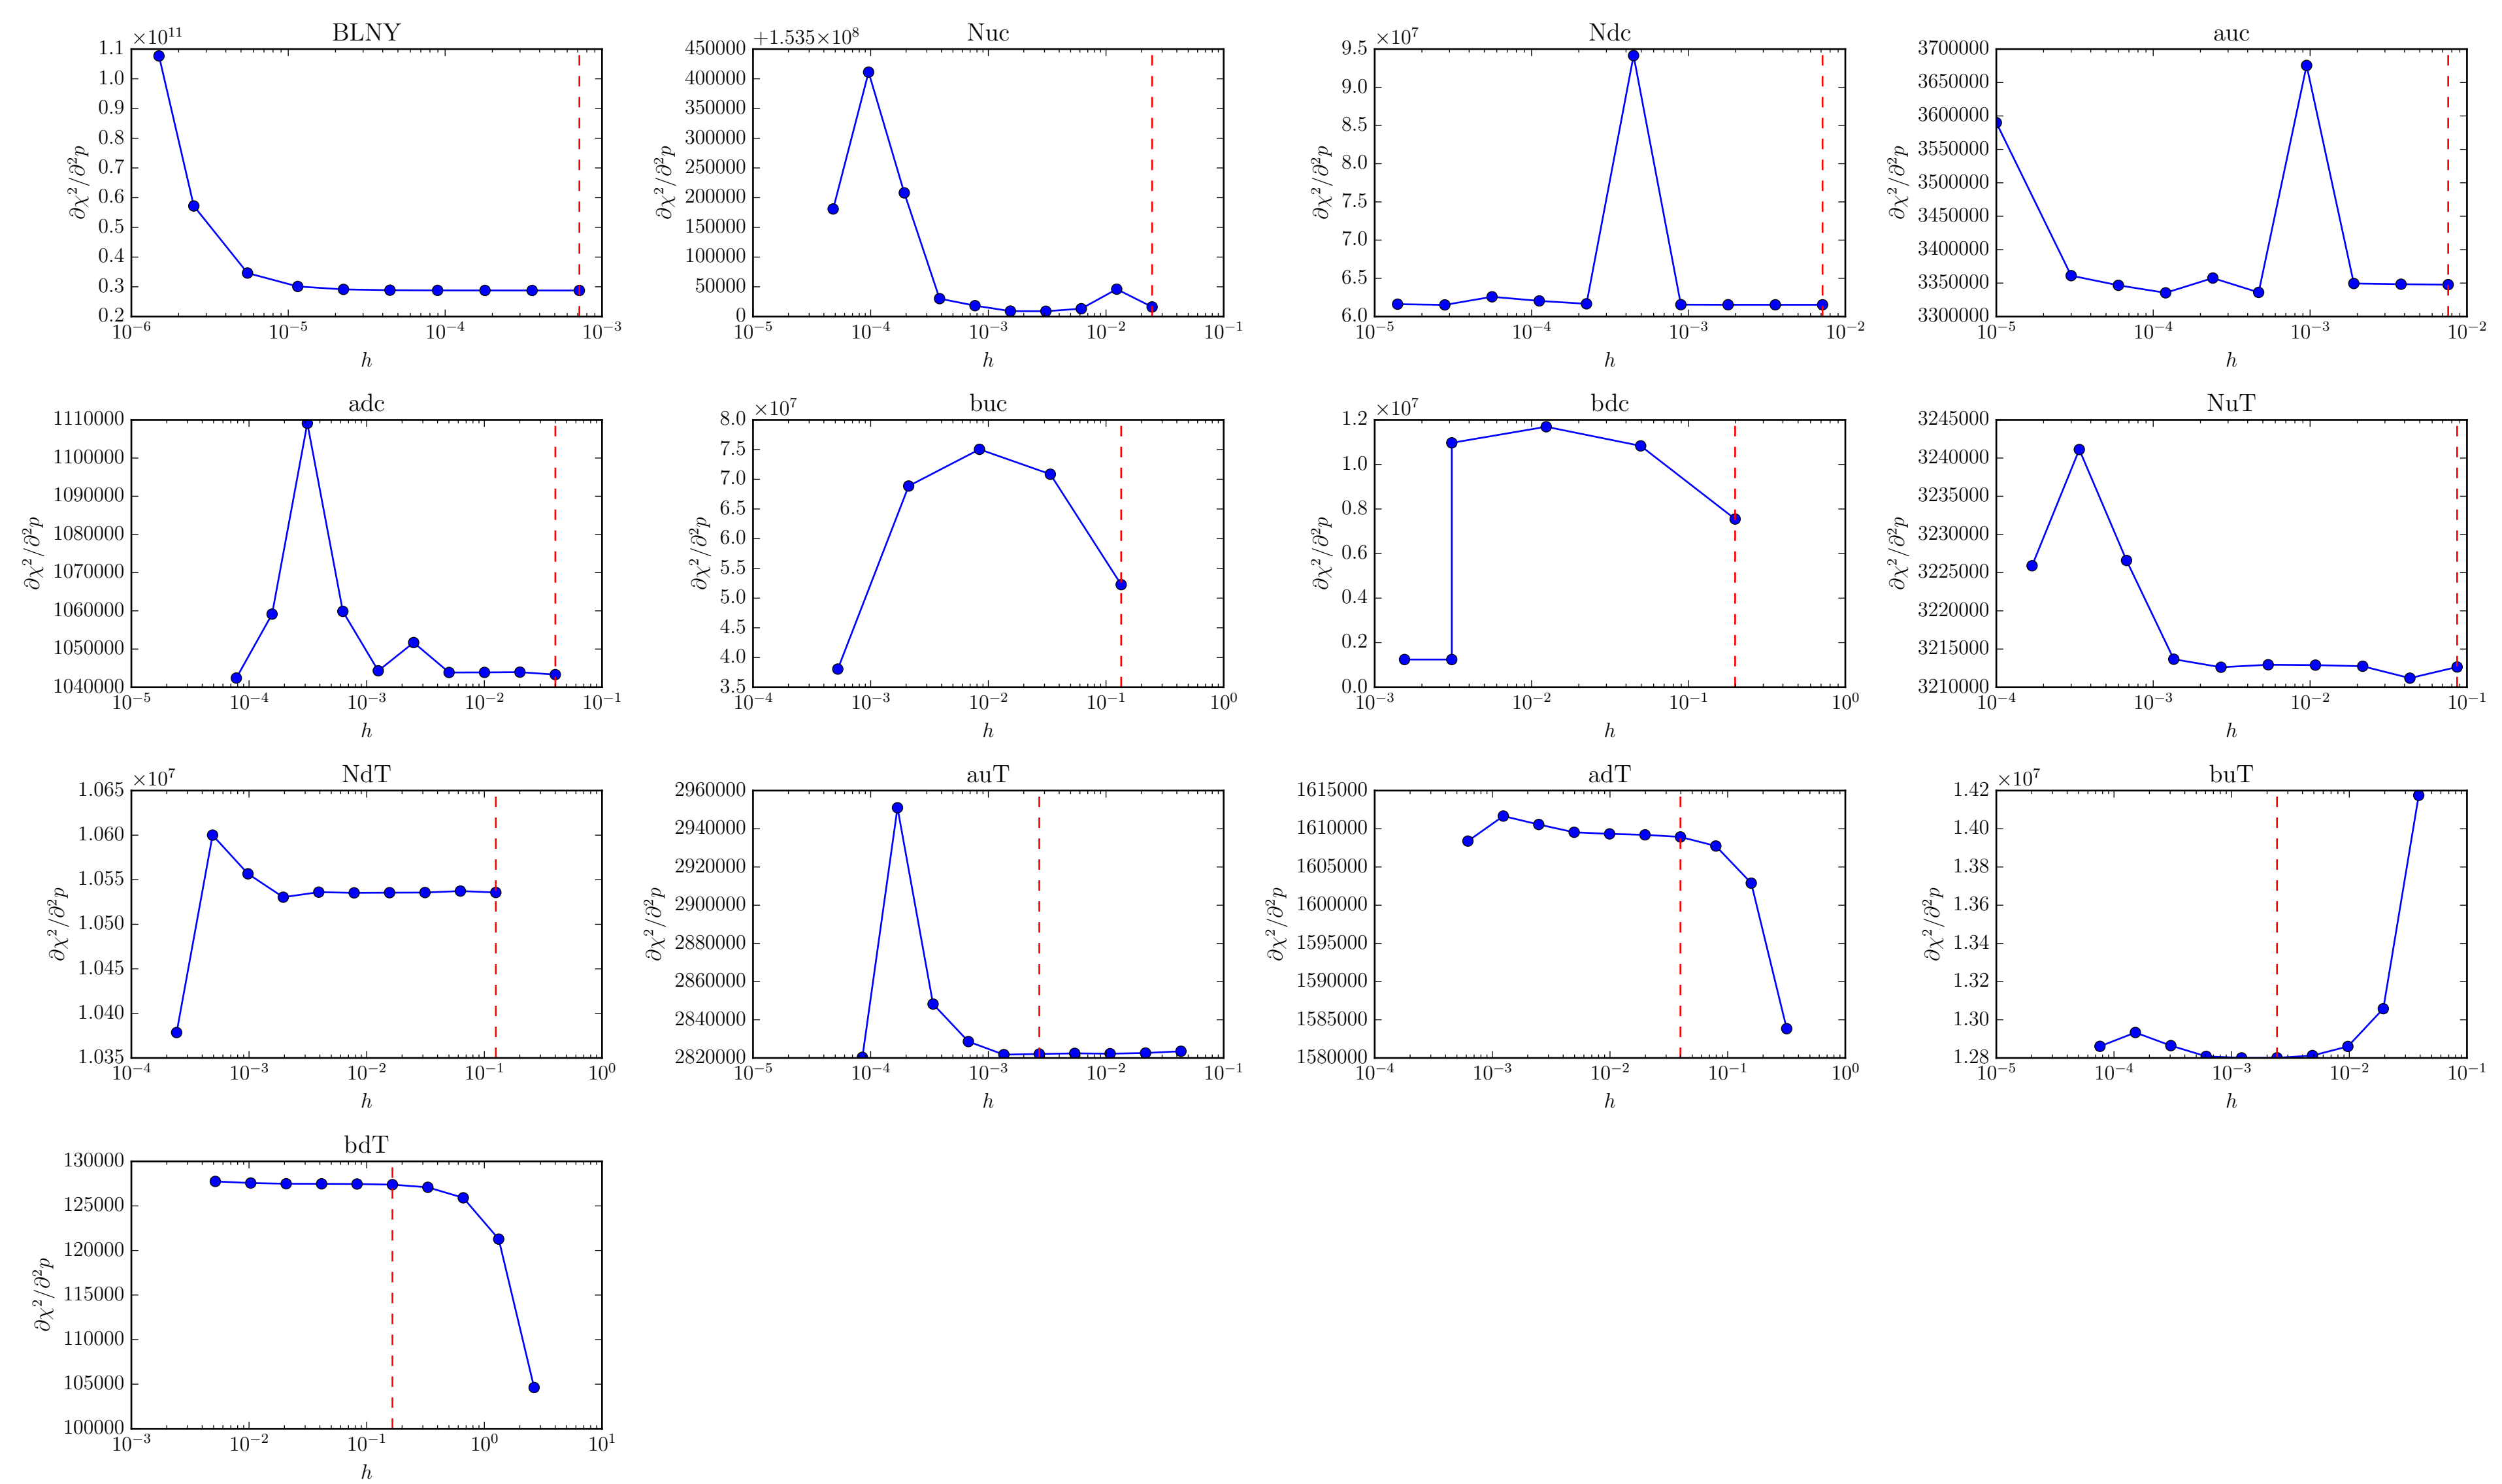 BLNY
×10¹¹
1.1
1.0
0.9
0.8
0.7
0.6
0.5
0.4
0.3
0.2
∂χ²/∂²p
10⁻⁶ 10⁻⁵ 10⁻⁴ 10⁻³
h
Nuc
+1.535×10⁸
450000
400000
350000
300000
250000
200000
150000
100000
50000
0
∂χ²/∂²p
10⁻⁵ 10⁻⁴ 10⁻³ 10⁻² 10⁻¹
h
Ndc
×10⁷
9.5
9.0
8.5
8.0
7.5
7.0
6.5
6.0
∂χ²/∂²p
10⁻⁵ 10⁻⁴ 10⁻³ 10⁻²
h
auc
3700000
3650000
3600000
3550000
3500000
3450000
3400000
3350000
3300000
∂χ²/∂²p
10⁻⁵ 10⁻⁴ 10⁻³ 10⁻²
h
adc
1110000
1100000
1090000
1080000
1070000
1060000
1050000
1040000
∂χ²/∂²p
10⁻⁵ 10⁻⁴ 10⁻³ 10⁻² 10⁻¹
h
buc
×10⁷
8.0
7.5
7.0
6.5
6.0
5.5
5.0
4.5
4.0
3.5
∂χ²/∂²p
10⁻⁴ 10⁻³ 10⁻² 10⁻¹ 10⁰
h
bdc
×10⁷
1.2
1.0
0.8
0.6
0.4
0.2
0.0
∂χ²/∂²p
10⁻³ 10⁻² 10⁻¹ 10⁰
h
NuT
3245000
3240000
3235000
3230000
3225000
3220000
3215000
3210000
∂χ²/∂²p
10⁻⁴ 10⁻³ 10⁻² 10⁻¹
h
NdT
×10⁷
1.065
1.060
1.055
1.050
1.045
1.040
1.035
∂χ²/∂²p
10⁻⁴ 10⁻³ 10⁻² 10⁻¹ 10⁰
h
auT
2960000
2940000
2920000
2900000
2880000
2860000
2840000
2820000
∂χ²/∂²p
10⁻⁵ 10⁻⁴ 10⁻³ 10⁻² 10⁻¹
h
adT
1615000
1610000
1605000
1600000
1595000
1590000
1585000
1580000
∂χ²/∂²p
10⁻⁴ 10⁻³ 10⁻² 10⁻¹ 10⁰
h
buT
×10⁷
1.42
1.40
1.38
1.36
1.34
1.32
1.30
1.28
∂χ²/∂²p
10⁻⁵ 10⁻⁴ 10⁻³ 10⁻² 10⁻¹
h
bdT
130000
125000
120000
115000
110000
105000
100000
∂χ²/∂²p
10⁻³ 10⁻² 10⁻¹ 10⁰ 10¹
h